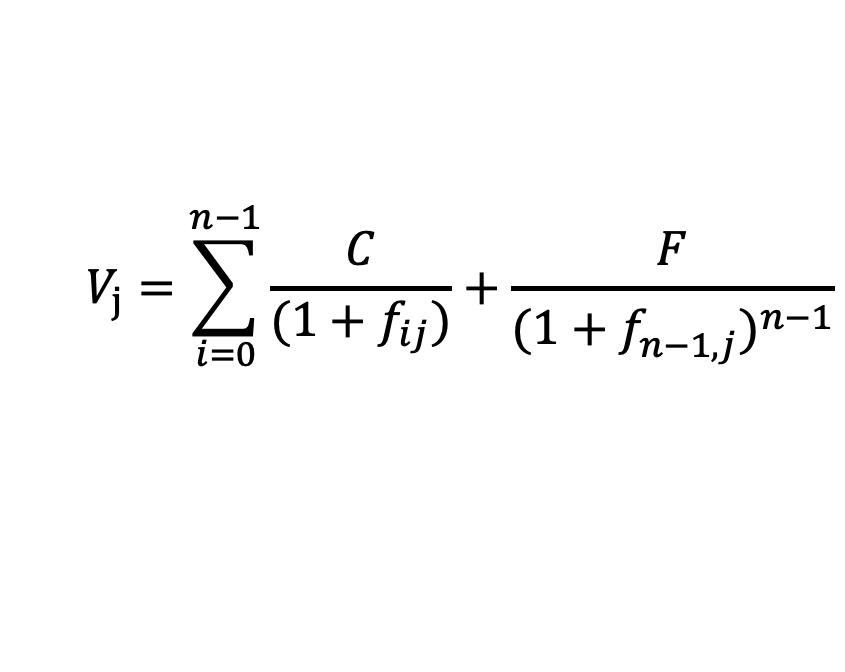 V_j = \sum_{i=0}^{n-1} \frac{C}{(1 + f_{ij})} + \frac{F}{(1 + f_{n-1,j})^{n-1}}